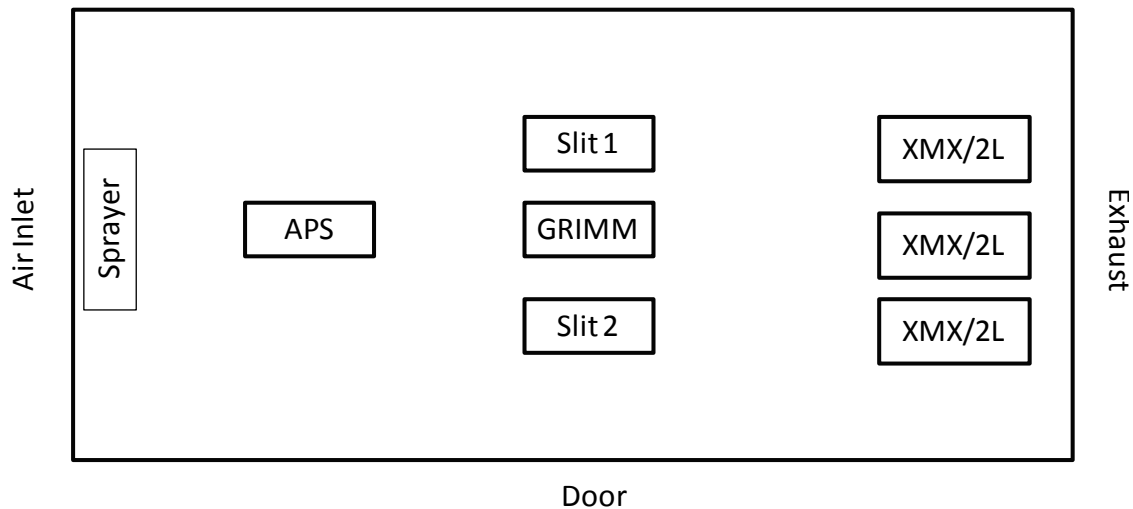 Air Inlet
Sprayer
APS
Slit 1
GRIMM
Slit 2
XMX/2L
XMX/2L
XMX/2L
Exhaust
Door